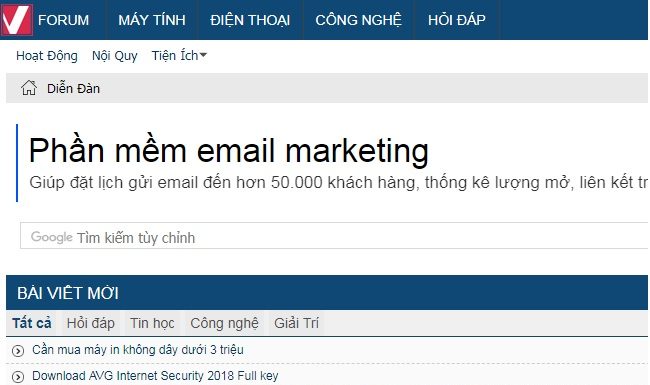 V FORUM MÁY TÍNH ĐIỆN THOẠI CÔNG NGHỆ HỎI ĐÁP
Hoạt Động Nội Quy Tiện Ích
Diễn Đàn
Phần mềm email marketing
Giúp đặt lịch gửi email đến hơn 50.000 khách hàng, thống kê lượng mở, liên kết
Google Tìm kiếm tùy chỉnh
BÀI VIẾT MỚI
Tất cả Hỏi đáp Tin học Công nghệ Giải Trí
Cần mua máy in không dây dưới 3 triệu
Download AVG Internet Security 2018 Full key